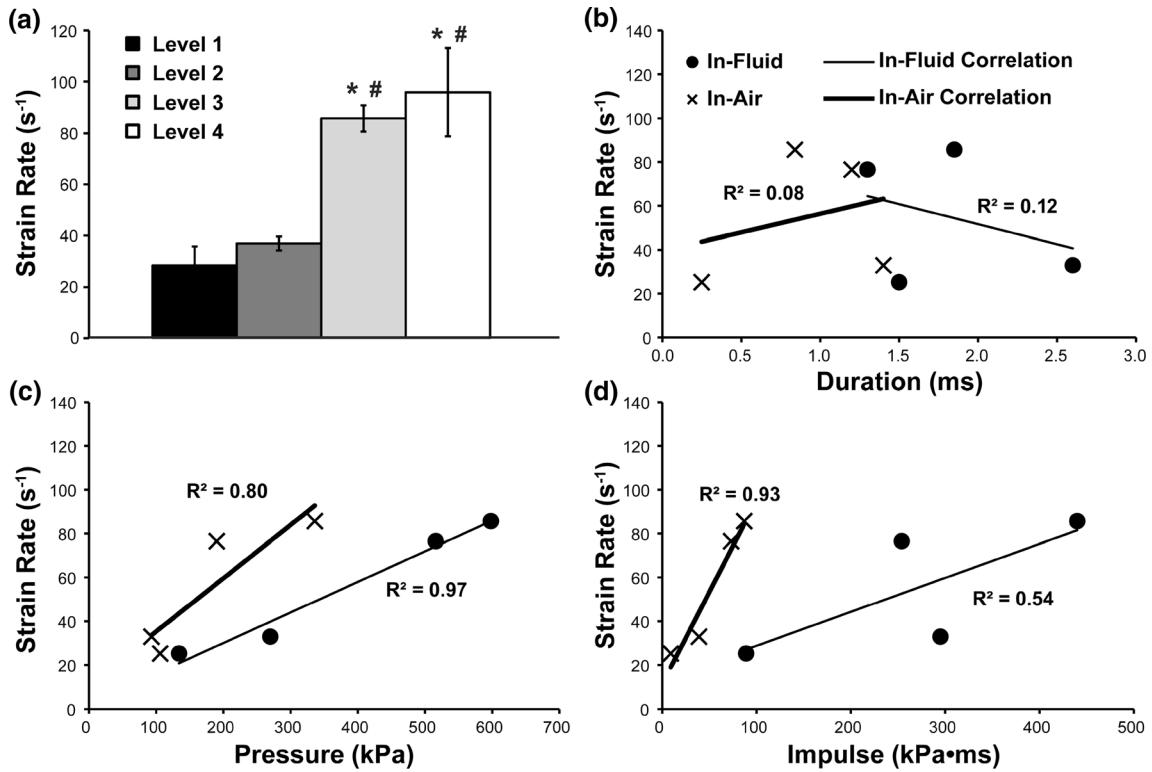 (a)
Strain Rate (s⁻¹)
120
100
80
60
40
20
0
Level 1
Level 2
Level 3
Level 4
* #
* #
(b)
Strain Rate (s⁻¹)
140
120
100
80
60
40
20
0
In-Fluid
In-Fluid Correlation
In-Air
In-Air Correlation
R² = 0.08
R² = 0.12
0.0 0.5 1.0 1.5 2.0 2.5 3.0
Duration (ms)
(c)
Strain Rate (s⁻¹)
140
120
100
80
60
40
20
0
R² = 0.80
R² = 0.97
0 100 200 300 400 500 600 700
Pressure (kPa)
(d)
Strain Rate (s⁻¹)
140
120
100
80
60
40
20
0
R² = 0.93
R² = 0.54
0 100 200 300 400 500
Impulse (kPa•ms)